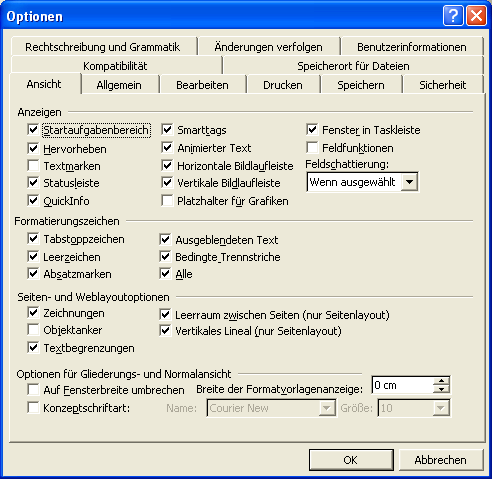 Optionen
Rechtschreibung und Grammatik Änderungen verfolgen Benutzerinformationen
Kompatibilität Speicherort für Dateien
Ansicht Allgemein Bearbeiten Drucken Speichern Sicherheit
Anzeigen
Startaufgabenbereich Smarttags Fenster in Taskleiste
Hervorheben Animierter Text Feldfunktionen
Textmarken Horizontale Bildlaufleiste Feldschattierung:
Statusleiste Vertikale Bildlaufleiste Wenn ausgewählt
QuickInfo Platzhalter für Grafiken
Formatierungszeichen
Tabstoppzeichen Ausgeblendeten Text
Leerzeichen Bedingte Trennstriche
Absatzmarken Alle
Seiten- und Weblayoutoptionen
Zeichnungen Leerraum zwischen Seiten (nur Seitenlayout)
Objektanker Vertikales Lineal (nur Seitenlayout)
Textbegrenzungen
Optionen für Gliederungs- und Normalansicht
Auf Fensterbreite umbrechen Breite der Formatvorlagenanzeige: 0 cm
Konzeptschriftart: Name: Courier New Größe: 10
OK Abbrechen